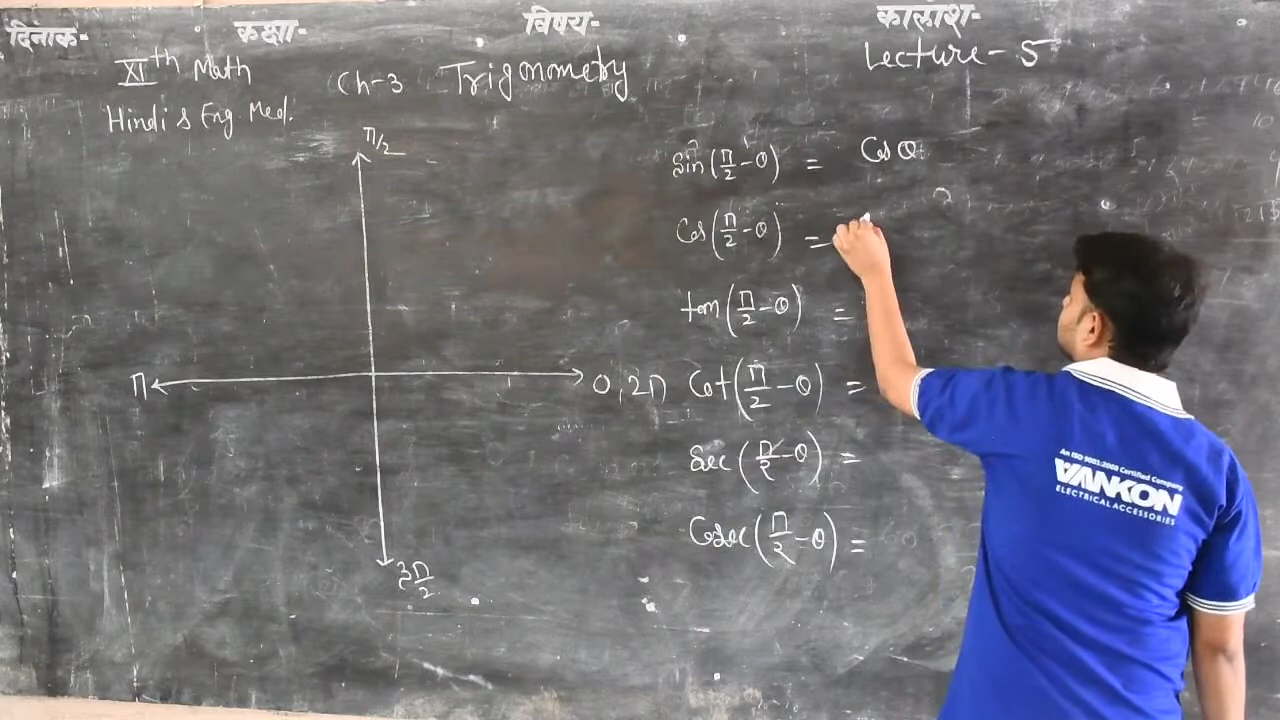 दिनांक-
कक्षा-
विषय-
कालांश-
XIth Math
Hindi & Eng. Med.
Ch-3 Trigonometry
Lecture-5
π/2
π
0, 2π
3π/2
Sin(π/2-θ) = Cosθ
Cos(π/2-θ) =
tan(π/2-θ) =
Cot(π/2-θ) =
Sec(π/2-θ) =
Cosec(π/2-θ) =
An ISO 9001:2008 Certified Company
VANKON
ELECTRICAL ACCESSORIES